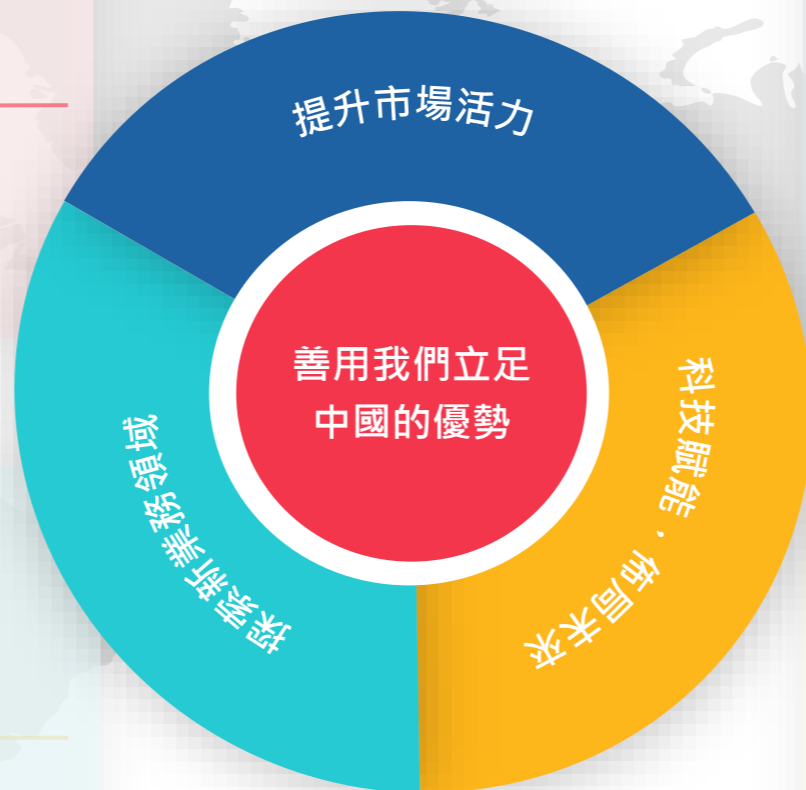 提升市場活力
善用我們立足
中國的優勢
科技賦能，佈局未來
探索新業務領域